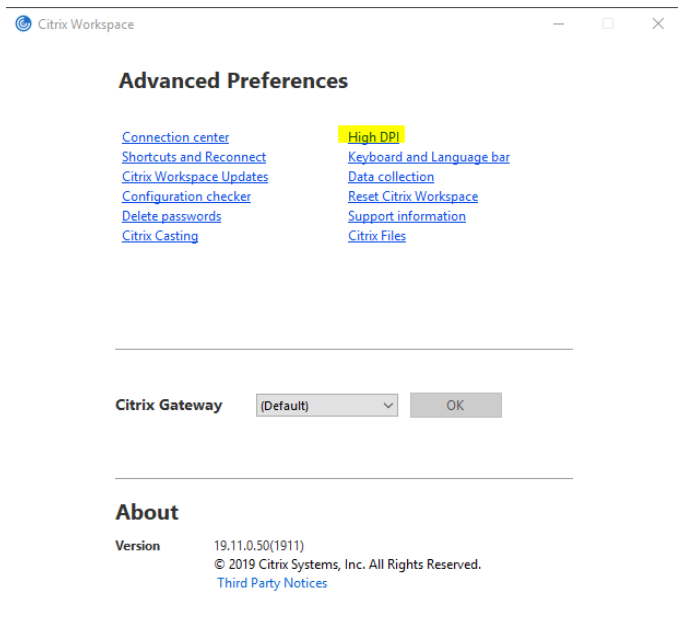 Citrix Workspace
Advanced Preferences
Connection center
Shortcuts and Reconnect
Citrix Workspace Updates
Configuration checker
Delete passwords
Citrix Casting
High DPI
Keyboard and Language bar
Data collection
Reset Citrix Workspace
Support information
Citrix Files
Citrix Gateway (Default) OK
About
Version 19.11.0.50(1911)
© 2019 Citrix Systems, Inc. All Rights Reserved.
Third Party Notices